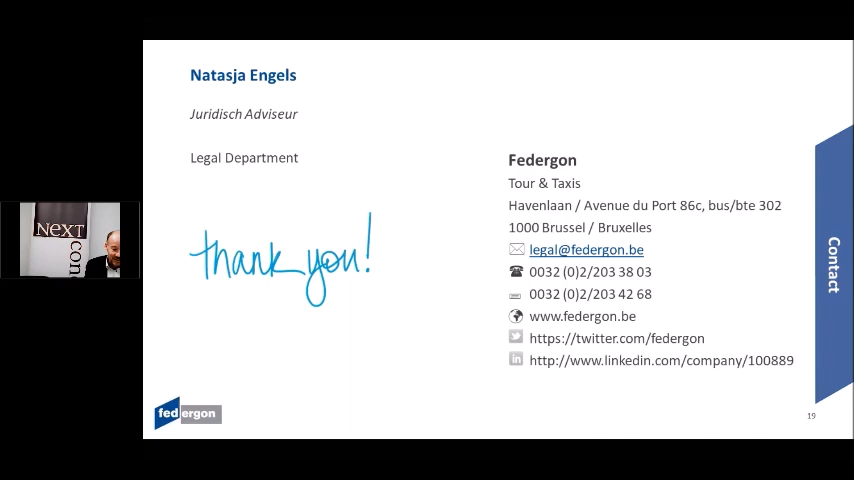 Natasja Engels
Juridisch Adviseur
Legal Department
thank you!
Federgon
Tour & Taxis
Havenlaan / Avenue du Port 86c, bus/bte 302
1000 Brussel / Bruxelles
legal@federgon.be
0032 (0)2/203 38 03
0032 (0)2/203 42 68
www.federgon.be
https://twitter.com/federgon
http://www.linkedin.com/company/100889
Contact
NeXT
con
federgon
19